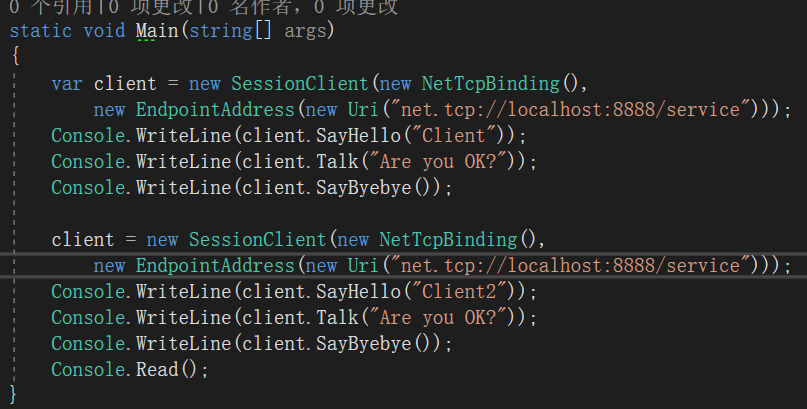 0 个引用|0 项更改|0 名作者, 0 项更改
static void Main(string[] args)
{
    var client = new SessionClient(new NetTcpBinding(),
        new EndpointAddress(new Uri("net.tcp://localhost:8888/service")));
    Console.WriteLine(client.SayHello("Client"));
    Console.WriteLine(client.Talk("Are you OK?"));
    Console.WriteLine(client.SayByebye());

    client = new SessionClient(new NetTcpBinding(),
        new EndpointAddress(new Uri("net.tcp://localhost:8888/service")));
    Console.WriteLine(client.SayHello("Client2"));
    Console.WriteLine(client.Talk("Are you OK?"));
    Console.WriteLine(client.SayByebye());
    Console.Read();
}